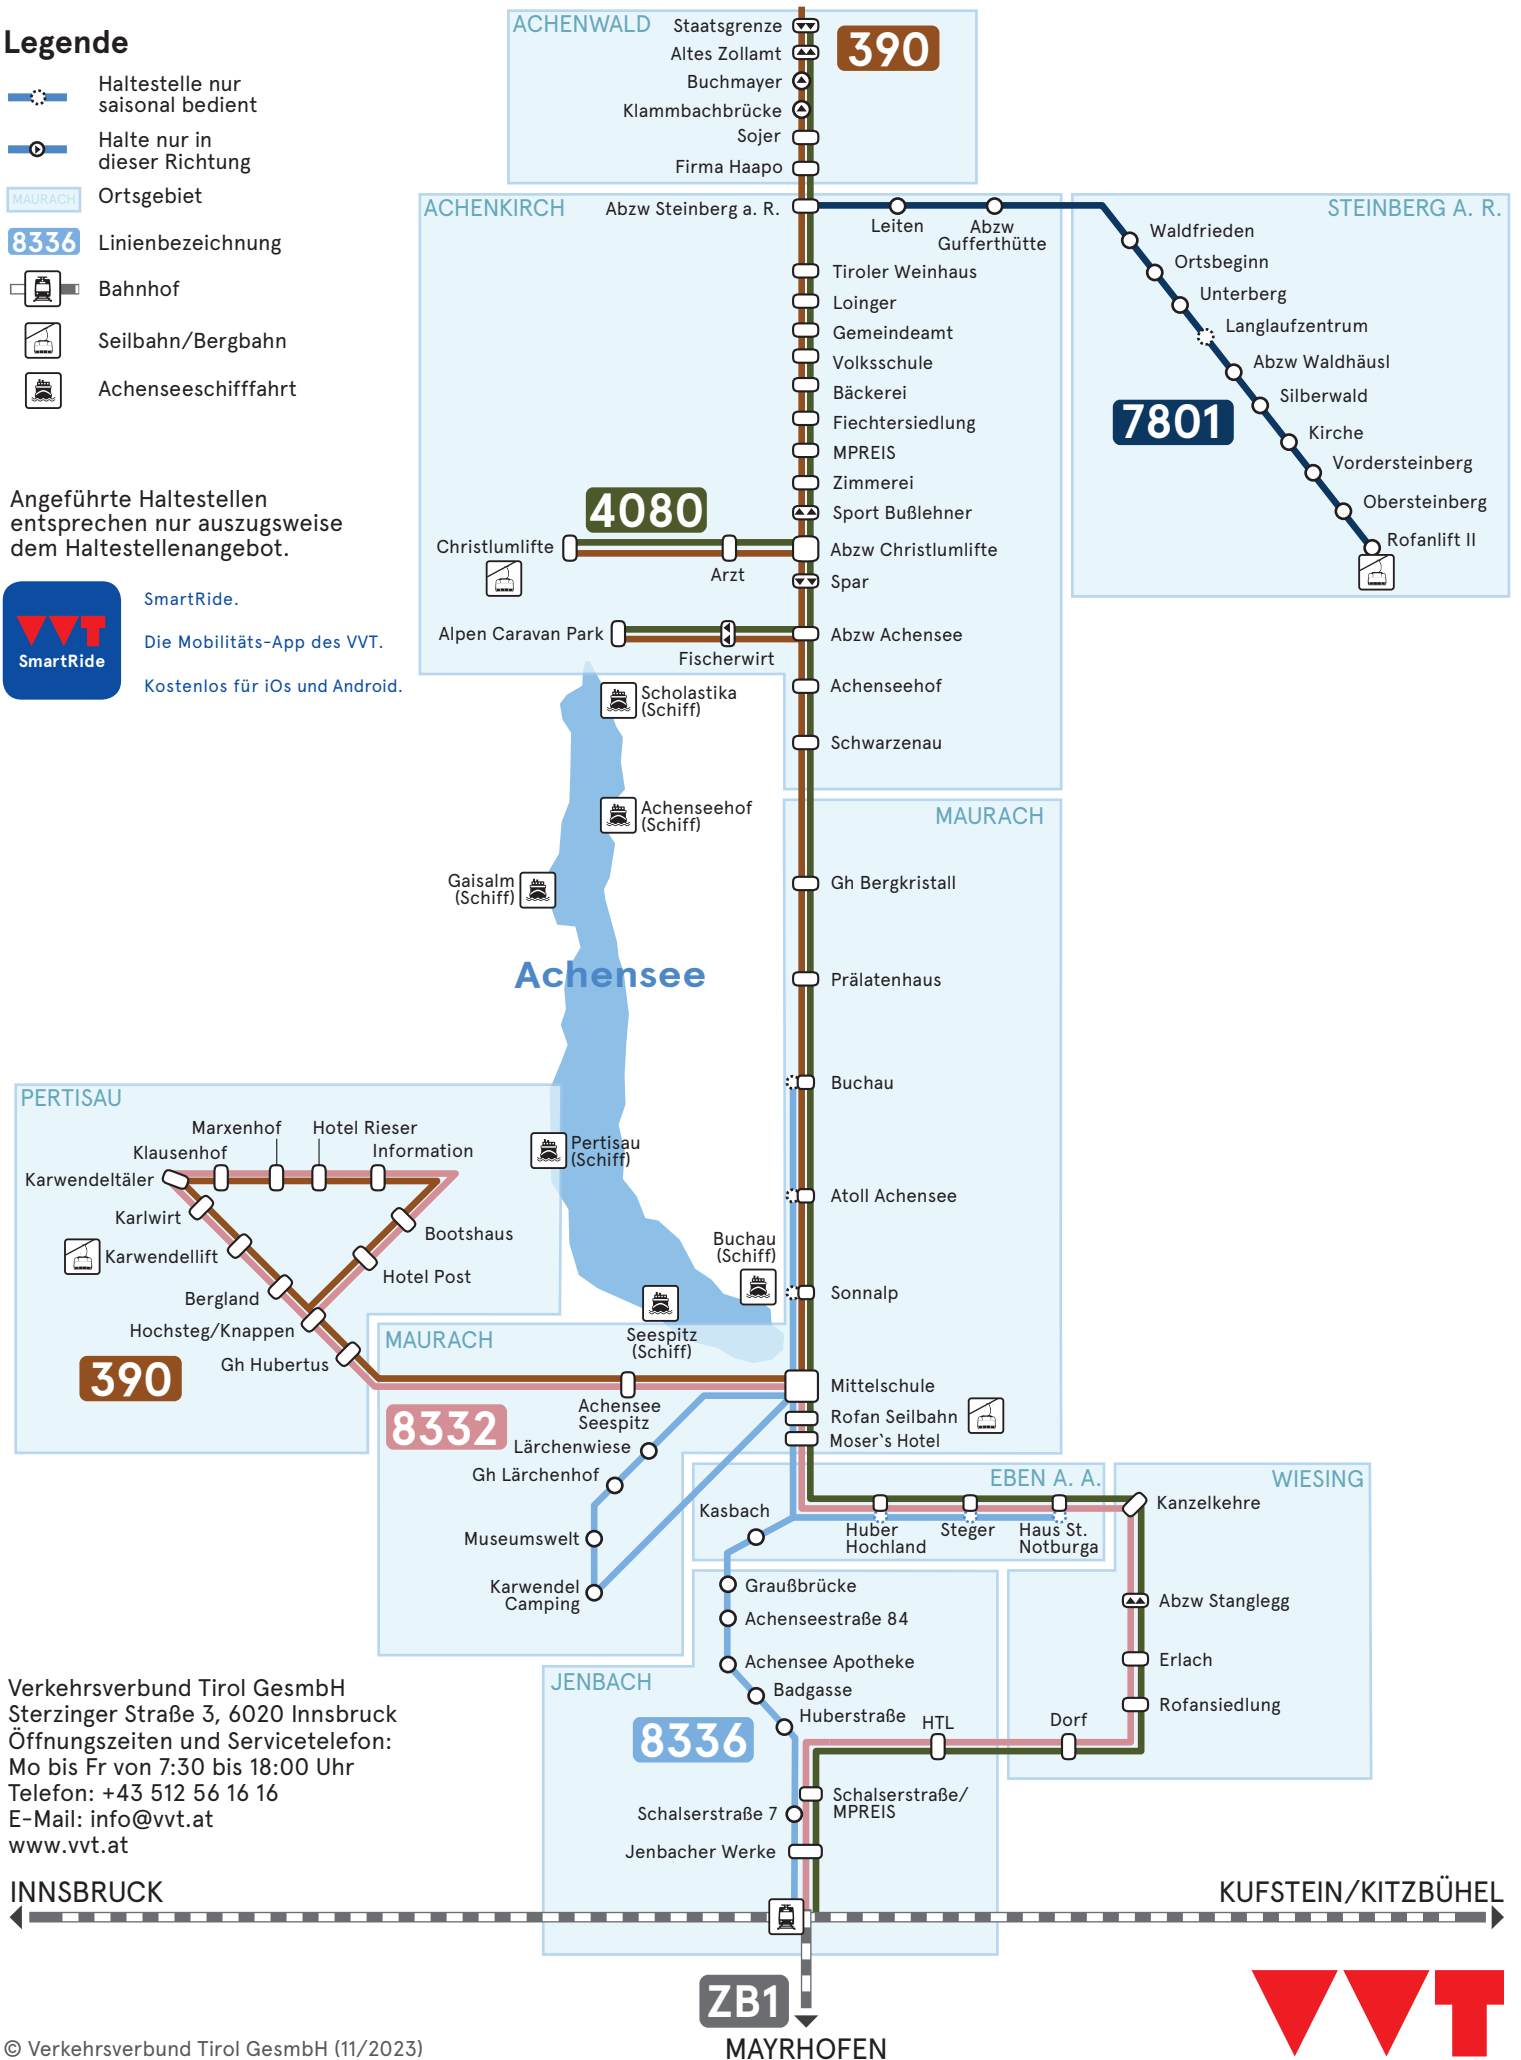 Legende
Haltestelle nur
saisonal bedient
Halte nur in
dieser Richtung
MAURACH
Ortsgebiet
8336
Linienbezeichnung
Bahnhof
Seilbahn/Bergbahn
Achenseeschifffahrt
Angeführte Haltestellen
entsprechen nur auszugsweise
dem Haltestellenangebot.
VVT
SmartRide
SmartRide.
Die Mobilitäts-App des VVT.
Kostenlos für iOs und Android.
ACHENWALD
390
Staatsgrenze
Altes Zollamt
Buchmayer
Klammbachbrücke
Sojer
Firma Haapo
ACHENKIRCH
Abzw Steinberg a. R.
Leiten
Abzw
Gufferthütte
STEINBERG A. R.
Waldfrieden
Ortsbeginn
Unterberg
Langlaufzentrum
Abzw Waldhäusl
Silberwald
Kirche
Vordersteinberg
Obersteinberg
Rofanlift II
7801
Tiroler Weinhaus
Loinger
Gemeindeamt
Volksschule
Bäckerei
Fiechtersiedlung
MPREIS
Zimmerei
Sport Bußlehner
4080
Christlumlifte
Arzt
Abzw Christlumlifte
Spar
Alpen Caravan Park
Fischerwirt
Abzw Achensee
Achenseehof
Schwarzenau
Scholastika
(Schiff)
Achenseehof
(Schiff)
Gaisalm
(Schiff)
Achensee
MAURACH
Gh Bergkristall
Prälatenhaus
Buchau
Atoll Achensee
Sonnalp
Pertisau
(Schiff)
Buchau
(Schiff)
Seespitz
(Schiff)
PERTISAU
Marxenhof
Hotel Rieser
Klausenhof
Information
Karwendeltäler
Karlwirt
Karwendellift
Bergland
Hochsteg/Knappen
Gh Hubertus
Bootshaus
Hotel Post
390
MAURACH
8332
Achensee
Seespitz
Lärchenwiese
Gh Lärchenhof
Museumswelt
Karwendel
Camping
Mittelschule
Rofan Seilbahn
Moser's Hotel
EBEN A. A.
Kasbach
Huber
Hochland
Steger
Haus St.
Notburga
WIESING
Kanzelkehre
Abzw Stanglegg
Erlach
Rofansiedlung
Dorf
JENBACH
Graußbrücke
Achenseestraße 84
Achensee Apotheke
Badgasse
Huberstraße
HTL
8336
Schalserstraße/
MPREIS
Schalserstraße 7
Jenbacher Werke
Verkehrsverbund Tirol GesmbH
Sterzinger Straße 3, 6020 Innsbruck
Öffnungszeiten und Servicetelefon:
Mo bis Fr von 7:30 bis 18:00 Uhr
Telefon: +43 512 56 16 16
E-Mail: info@vvt.at
www.vvt.at
INNSBRUCK
KUFSTEIN/KITZBÜHEL
ZB1
MAYRHOFEN
VVT
© Verkehrsverbund Tirol GesmbH (11/2023)